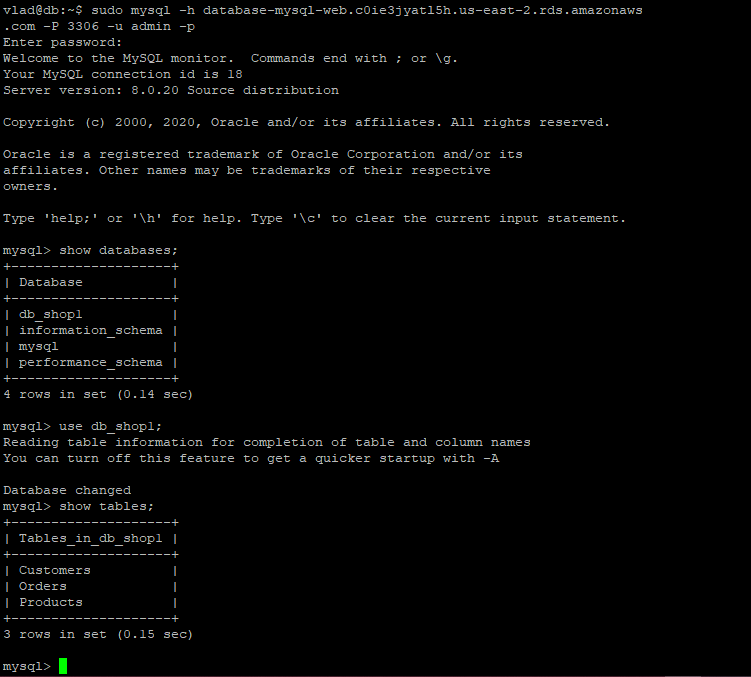 vlad@db:~$ sudo mysql -h database-mysql-web.c0ie3jyatl5h.us-east-2.rds.amazonaws
.com -P 3306 -u admin -p
Enter password:
Welcome to the MySQL monitor.  Commands end with ; or \g.
Your MySQL connection id is 18
Server version: 8.0.20 Source distribution

Copyright (c) 2000, 2020, Oracle and/or its affiliates. All rights reserved.

Oracle is a registered trademark of Oracle Corporation and/or its
affiliates. Other names may be trademarks of their respective
owners.

Type 'help;' or '\h' for help. Type '\c' to clear the current input statement.

mysql> show databases;
+--------------------+
| Database           |
+--------------------+
| db_shop1           |
| information_schema |
| mysql              |
| performance_schema |
+--------------------+
4 rows in set (0.14 sec)

mysql> use db_shop1;
Reading table information for completion of table and column names
You can turn off this feature to get a quicker startup with -A

Database changed
mysql> show tables;
+--------------------+
| Tables_in_db_shop1 |
+--------------------+
| Customers          |
| Orders             |
| Products           |
+--------------------+
3 rows in set (0.15 sec)

mysql>